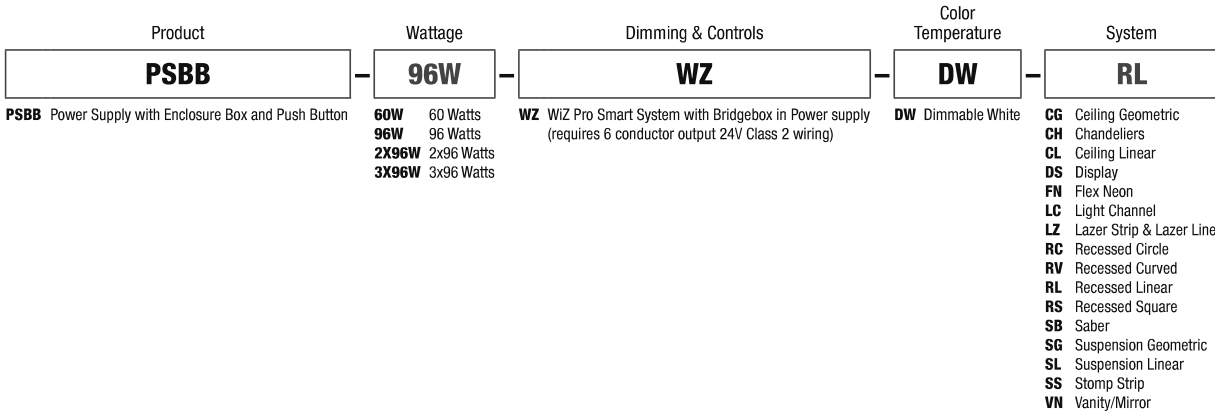 Product
PSBB
PSBB Power Supply with Enclosure Box and Push Button
–
Wattage
96W
60W 60 Watts
96W 96 Watts
2X96W 2x96 Watts
3X96W 3x96 Watts
–
Dimming & Controls
WZ
WZ WiZ Pro Smart System with Bridgebox in Power supply
(requires 6 conductor output 24V Class 2 wiring)
–
Color
Temperature
DW
DW Dimmable White
–
System
RL
CG Ceiling Geometric
CH Chandeliers
CL Ceiling Linear
DS Display
FN Flex Neon
LC Light Channel
LZ Lazer Strip & Lazer Line
RC Recessed Circle
RV Recessed Curved
RL Recessed Linear
RS Recessed Square
SB Saber
SG Suspension Geometric
SL Suspension Linear
SS Stomp Strip
VN Vanity/Mirror